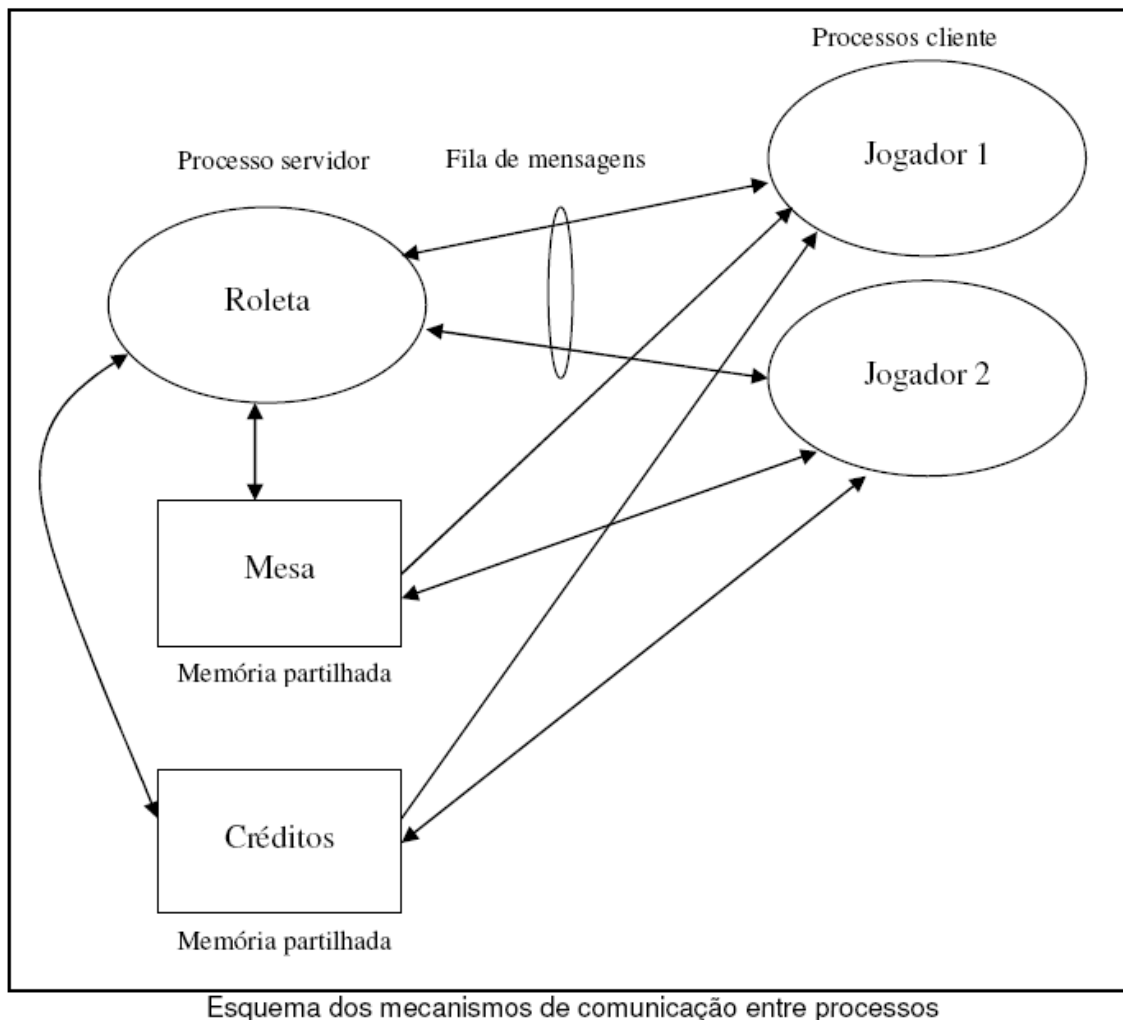 Processos cliente
Jogador 1
Processo servidor
Fila de mensagens
Roleta
Jogador 2
Mesa
Memória partilhada
Créditos
Memória partilhada
Esquema dos mecanismos de comunicação entre processos